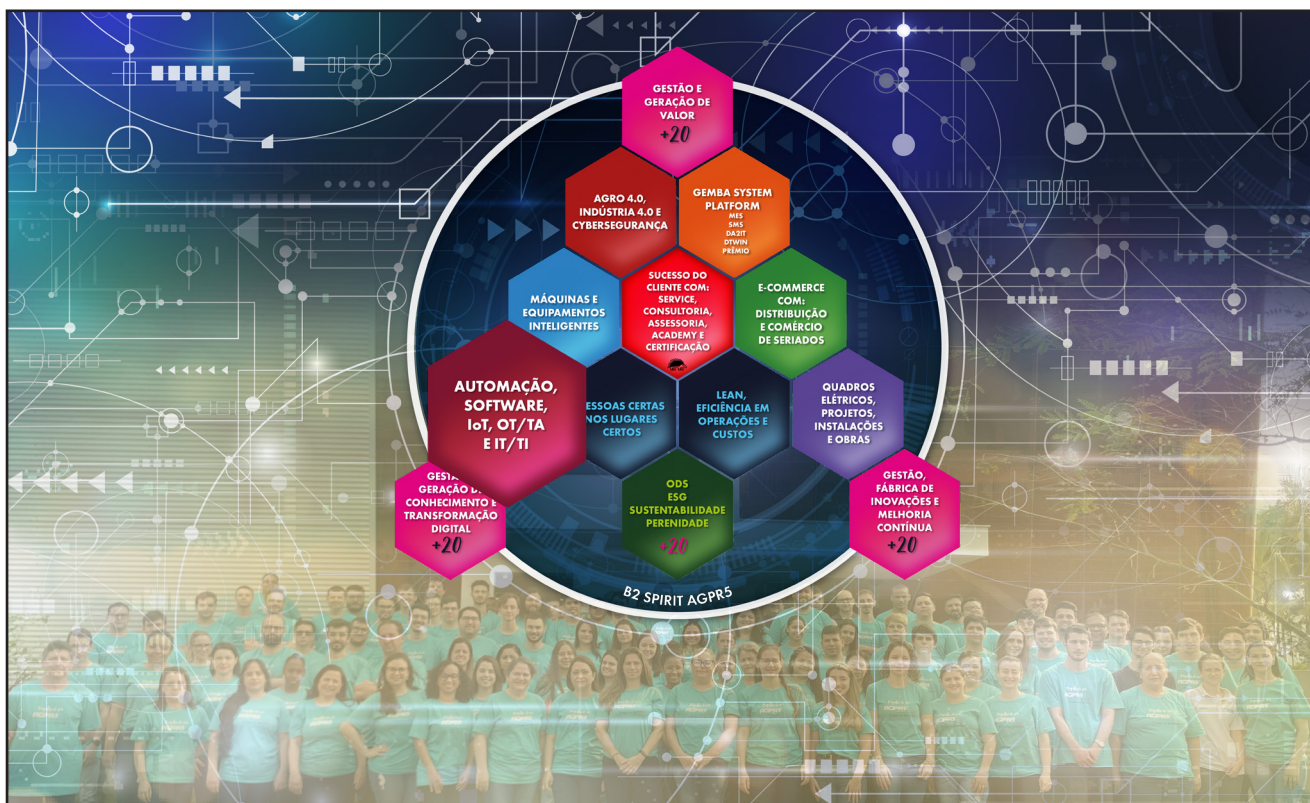 GESTÃO E
GERAÇÃO DE
VALOR
+20
AGRO 4.0,
INDÚSTRIA 4.0 E
CYBERSEGURANÇA
GEMBA SYSTEM
PLATFORM
MES
SMS
DA2IT
DTWIN
PRÊMIO
MÁQUINAS E
EQUIPAMENTOS
INTELIGENTES
SUCESSO DO
CLIENTE COM:
SERVICE,
CONSULTORIA,
ASSESSORIA,
ACADEMY E
CERTIFICAÇÃO
E-COMMERCE
COM:
DISTRIBUIÇÃO
E COMÉRCIO
DE SERIADOS
AUTOMAÇÃO,
SOFTWARE,
IoT, OT/TA
E IT/TI
ESSOAS CERTAS
NOS LUGARES
CERTOS
LEAN,
EFICIÊNCIA EM
OPERAÇÕES E
CUSTOS
QUADROS
ELÉTRICOS,
PROJETOS,
INSTALAÇÕES
E OBRAS
GESTÃ
GERAÇÃO D
CONHECIMENTO E
TRANSFORMAÇÃO
DIGITAL
+20
ODS
ESG
SUSTENTABILIDADE
PERENIDADE
+20
GESTÃO,
FÁBRICA DE
INOVAÇÕES E
MELHORIA
CONTÍNUA
+20
B2 SPIRIT AGPR5